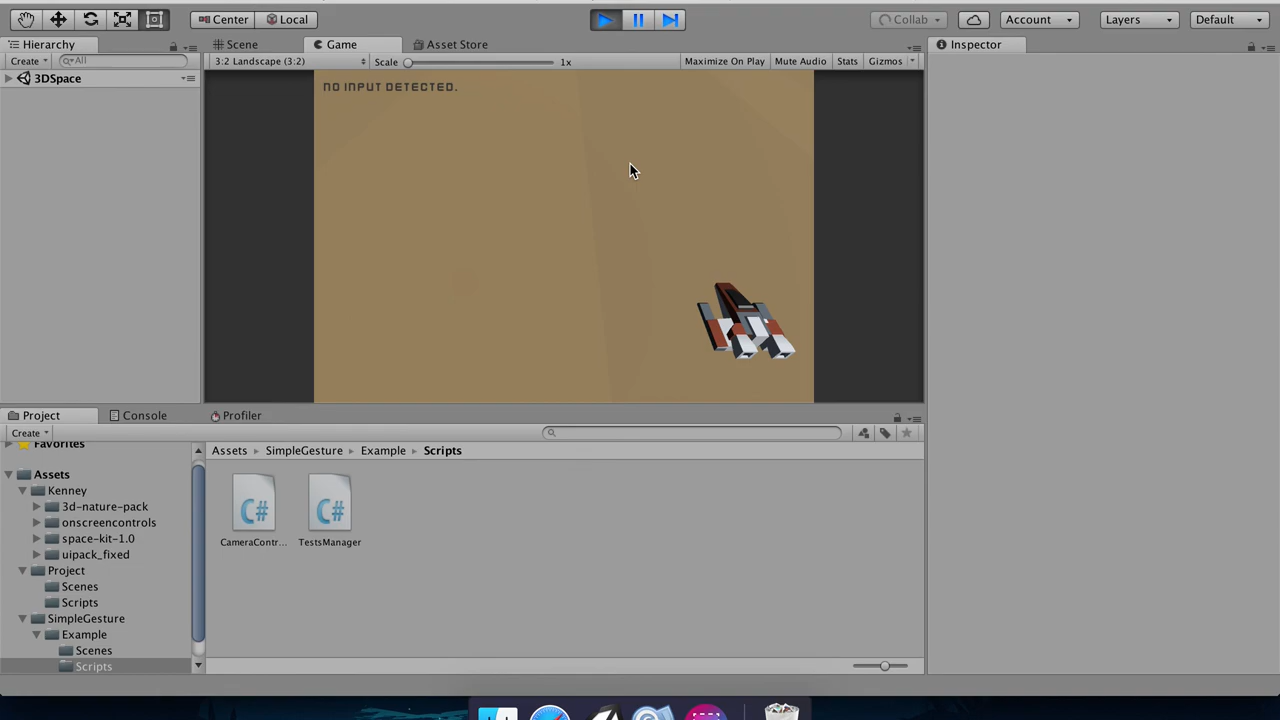 Center
Local
Collab
Account
Layers
Default
Hierarchy
Scene
Game
Asset Store
Inspector
Create
All
3:2 Landscape (3:2)
Scale
1x
Maximize On Play
Mute Audio
Stats
Gizmos
3DSpace
NO INPUT DETECTED.
Project
Console
Profiler
Create
Favorites
Assets
Kenney
3d-nature-pack
onscreencontrols
space-kit-1.0
uipack_fixed
Project
Scenes
Scripts
SimpleGesture
Example
Scenes
Scripts
Assets ▸ SimpleGesture ▸ Example ▸ Scripts
C#
C#
CameraContr...
TestsManager